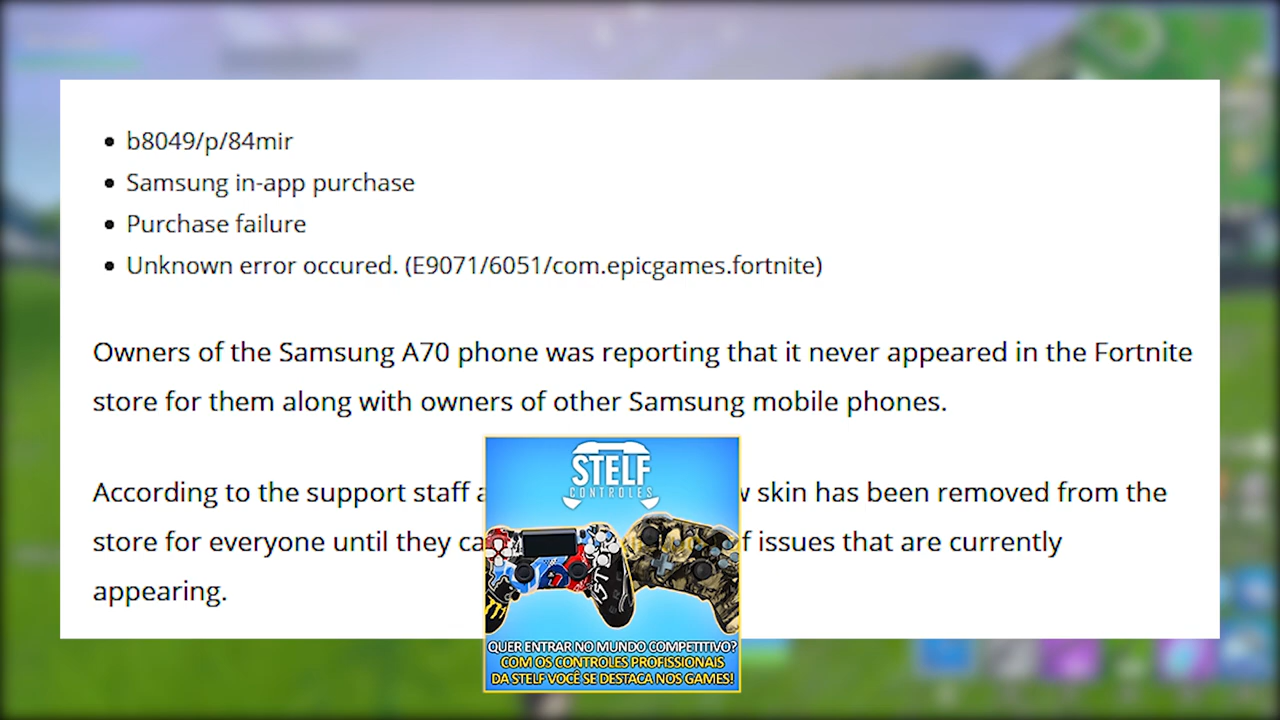 b8049/p/84mir
Samsung in-app purchase
Purchase failure
Unknown error occured. (E9071/6051/com.epicgames.fortnite)
Owners of the Samsung A70 phone was reporting that it never appeared in the Fortnite
store for them along with owners of other Samsung mobile phones.
According to the support staff skin has been removed from the
store for everyone until they issues that are currently
appearing.
STELF
CONTROLES
QUER ENTRAR NO MUNDO COMPETITIVO?
COM OS CONTROLES PROFISSIONAIS
DA STELF VOCÊ SE DESTACA NOS GAMES!